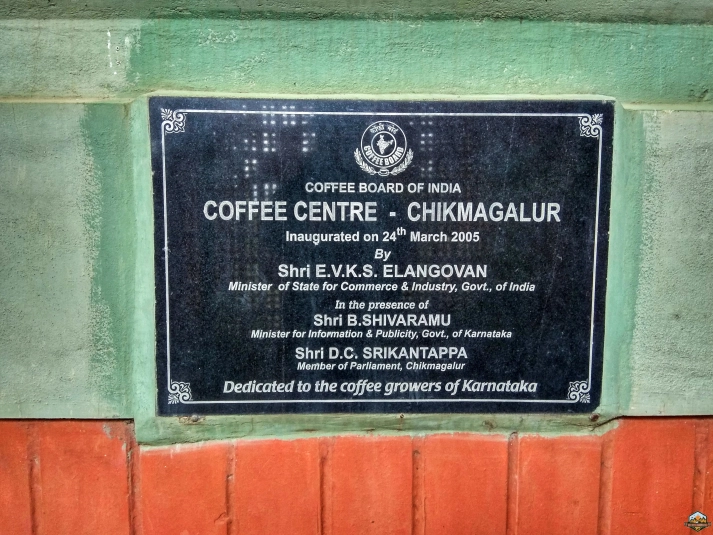 COFFEE BOARD
COFFEE BOARD OF INDIA
COFFEE CENTRE - CHIKMAGALUR
Inaugurated on 24th March 2005
By
Shri E.V.K.S. ELANGOVAN
Minister of State for Commerce & Industry, Govt., of India
In the presence of
Shri B.SHIVARAMU
Minister for Information & Publicity, Govt., of Karnataka
Shri D.C. SRIKANTAPPA
Member of Parliament, Chikmagalur
Dedicated to the coffee growers of Karnataka